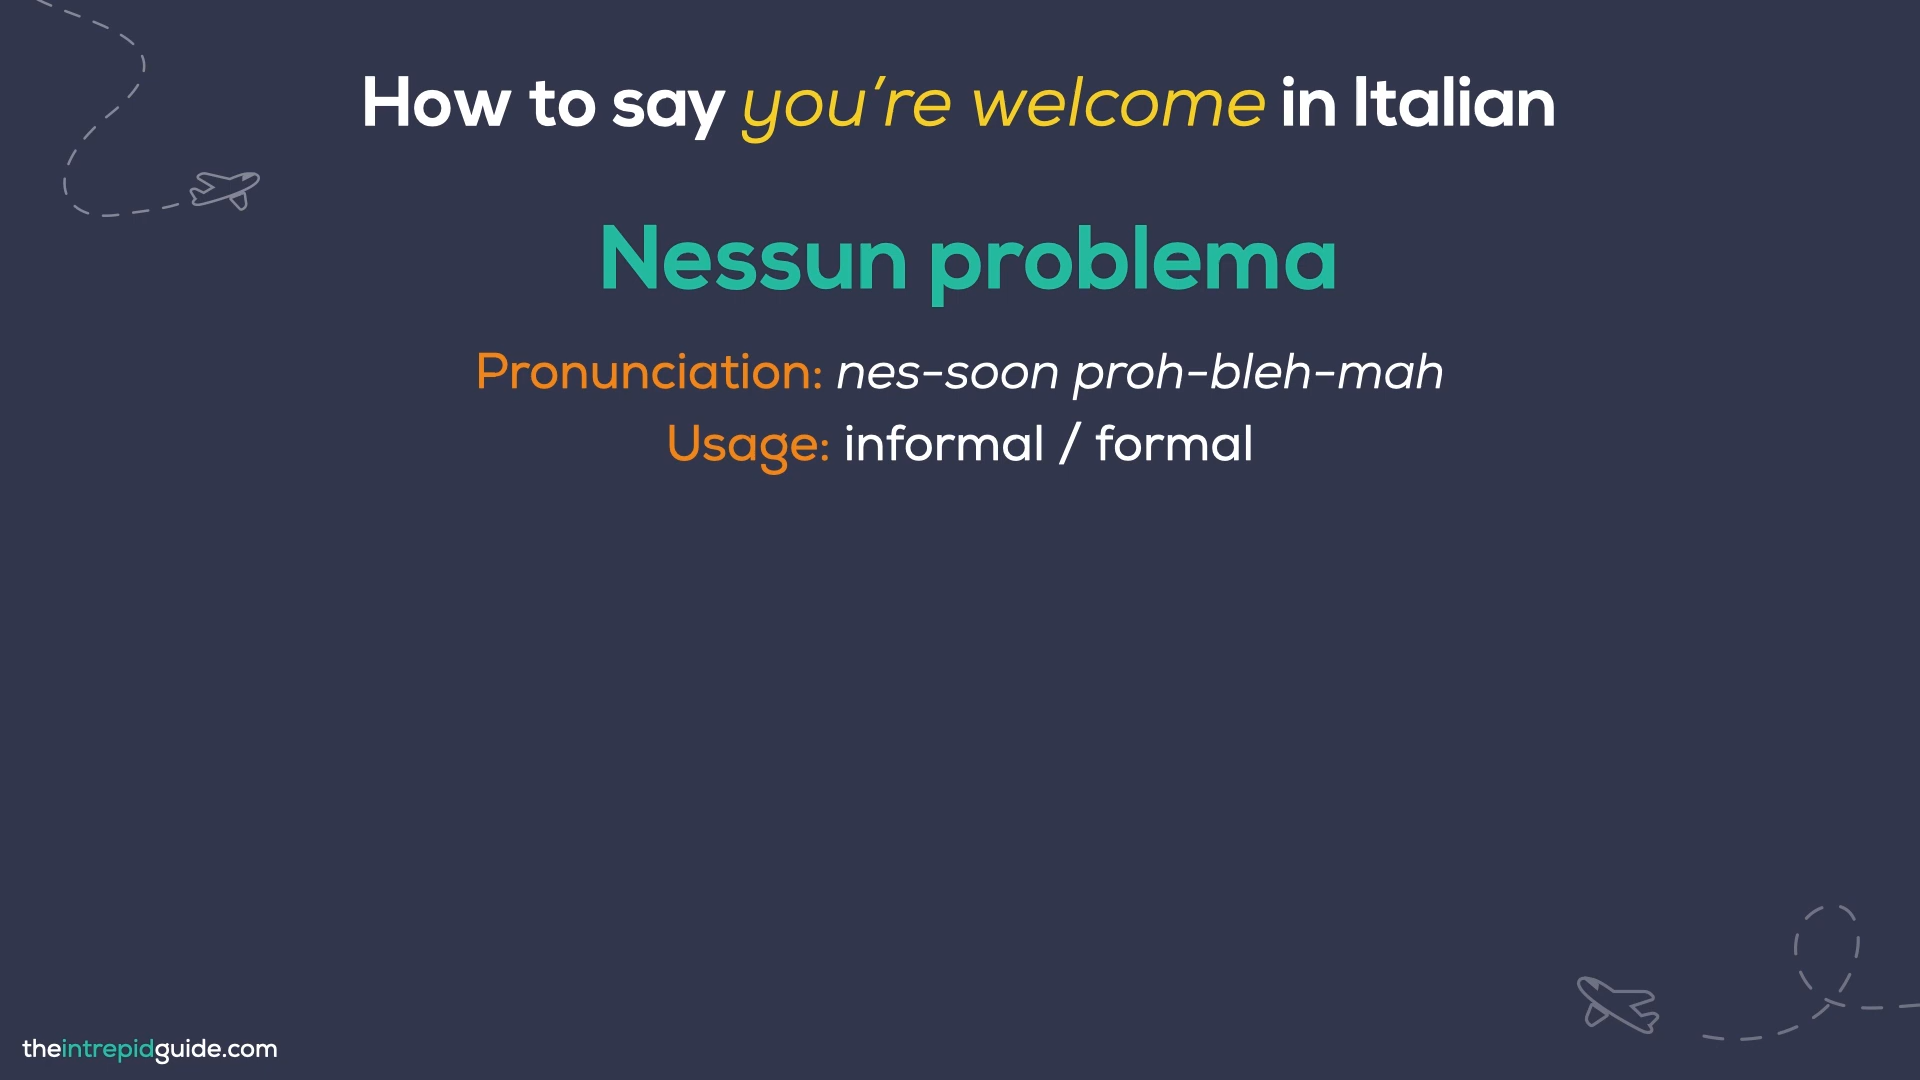 How to say you’re welcome in Italian
Nessun problema
Pronunciation: nes-soon proh-bleh-mah
Usage: informal / formal
theintrepidguide.com